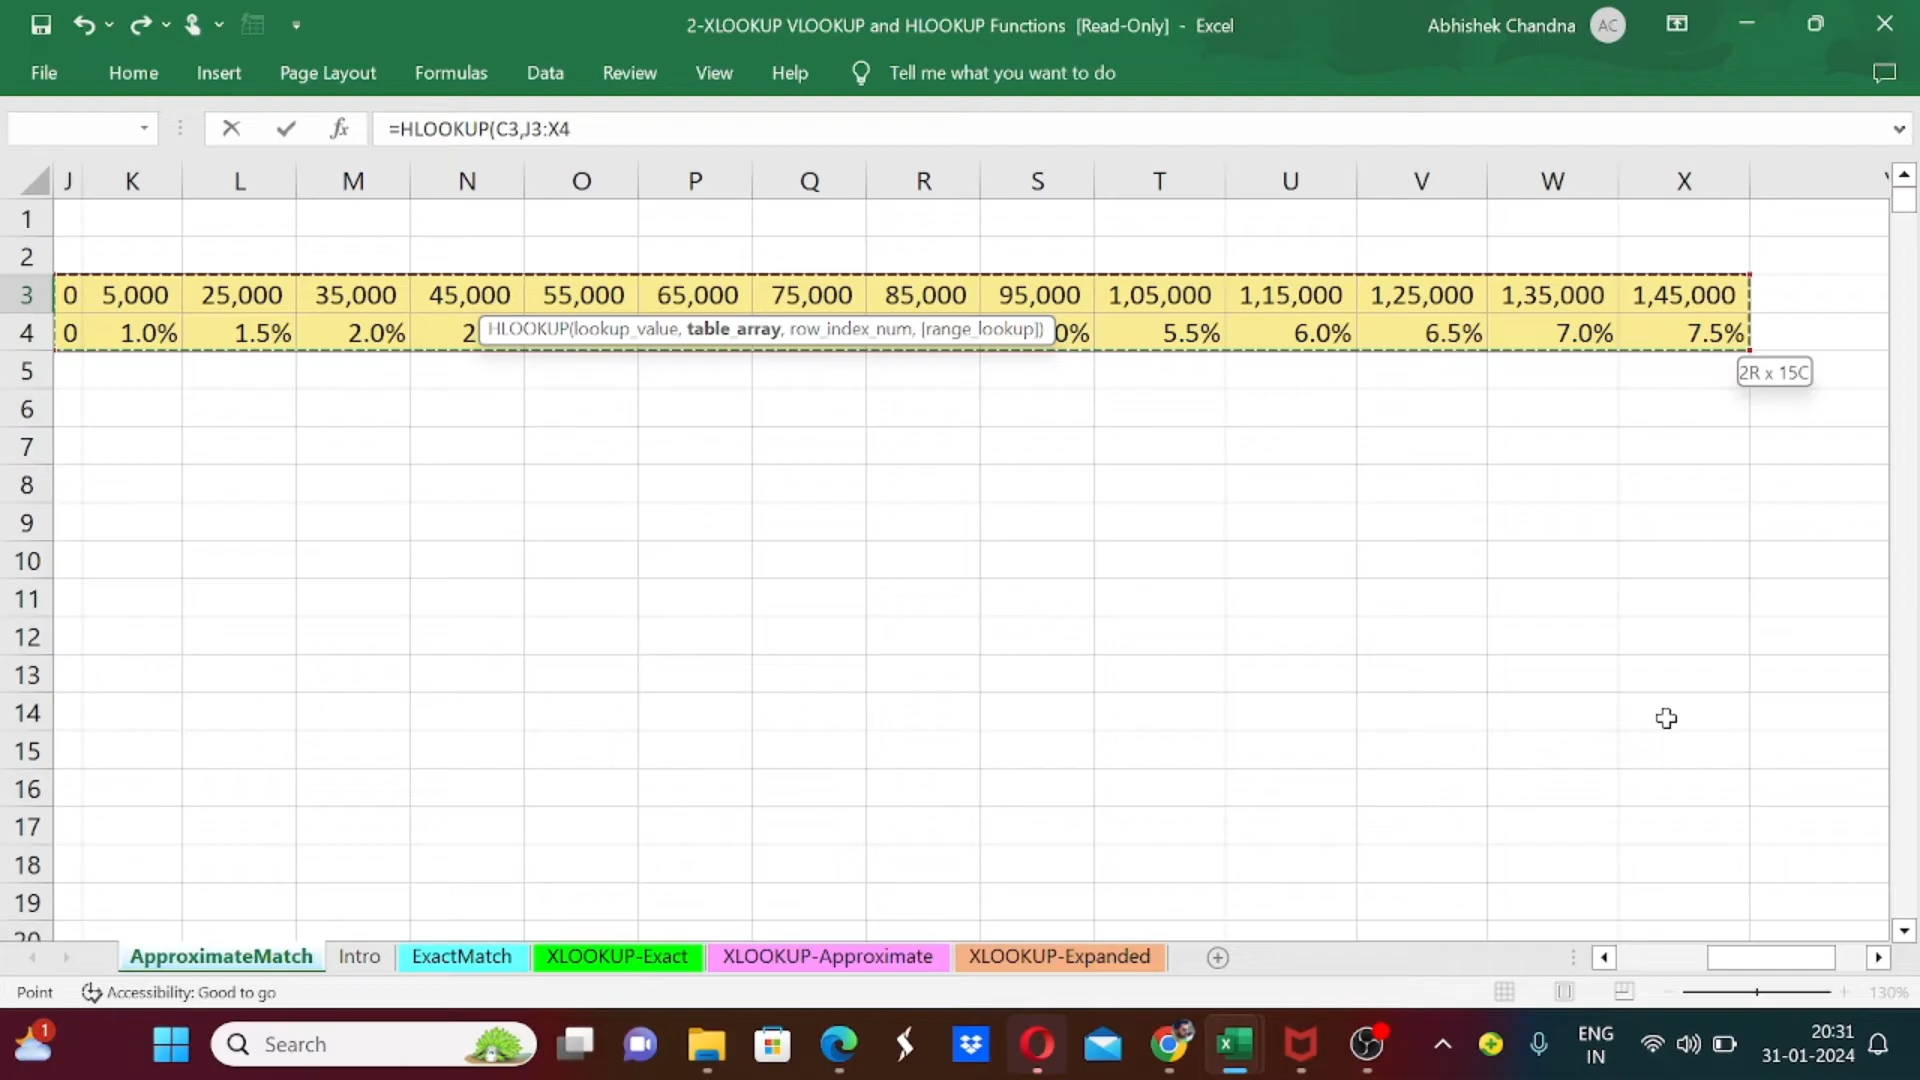 2-XLOOKUP VLOOKUP and HLOOKUP Functions [Read-Only] - Excel
Abhishek Chandna AC
File Home Insert Page Layout Formulas Data Review View Help Tell me what you want to do
fx =HLOOKUP(C3,J3:X4
J K L M N O P Q R S T U V W X
1
2
3 0 5,000 25,000 35,000 45,000 55,000 65,000 75,000 85,000 95,000 1,05,000 1,15,000 1,25,000 1,35,000 1,45,000
4 0 1.0% 1.5% 2.0% 2 0% 5.5% 6.0% 6.5% 7.0% 7.5%
HLOOKUP(lookup_value, table_array, row_index_num, [range_lookup])
2R x 15C
5
6
7
8
9
10
11
12
13
14
15
16
17
18
19
20
ApproximateMatch Intro ExactMatch XLOOKUP-Exact XLOOKUP-Approximate XLOOKUP-Expanded
Point Accessibility: Good to go 130%
1 Search ENG IN 20:31 31-01-2024